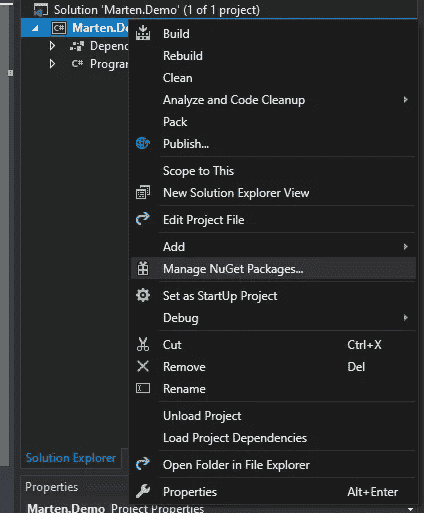 Solution 'Marten.Demo' (1 of 1 project)
Marten.De
Depend
C# Program
Build
Rebuild
Clean
Analyze and Code Cleanup
Pack
Publish...
Scope to This
New Solution Explorer View
Edit Project File
Add
Manage NuGet Packages...
Set as StartUp Project
Debug
Cut Ctrl+X
Remove Del
Rename
Unload Project
Load Project Dependencies
Open Folder in File Explorer
Properties Alt+Enter
Solution Explorer
Properties
Marten.Demo Project Properties